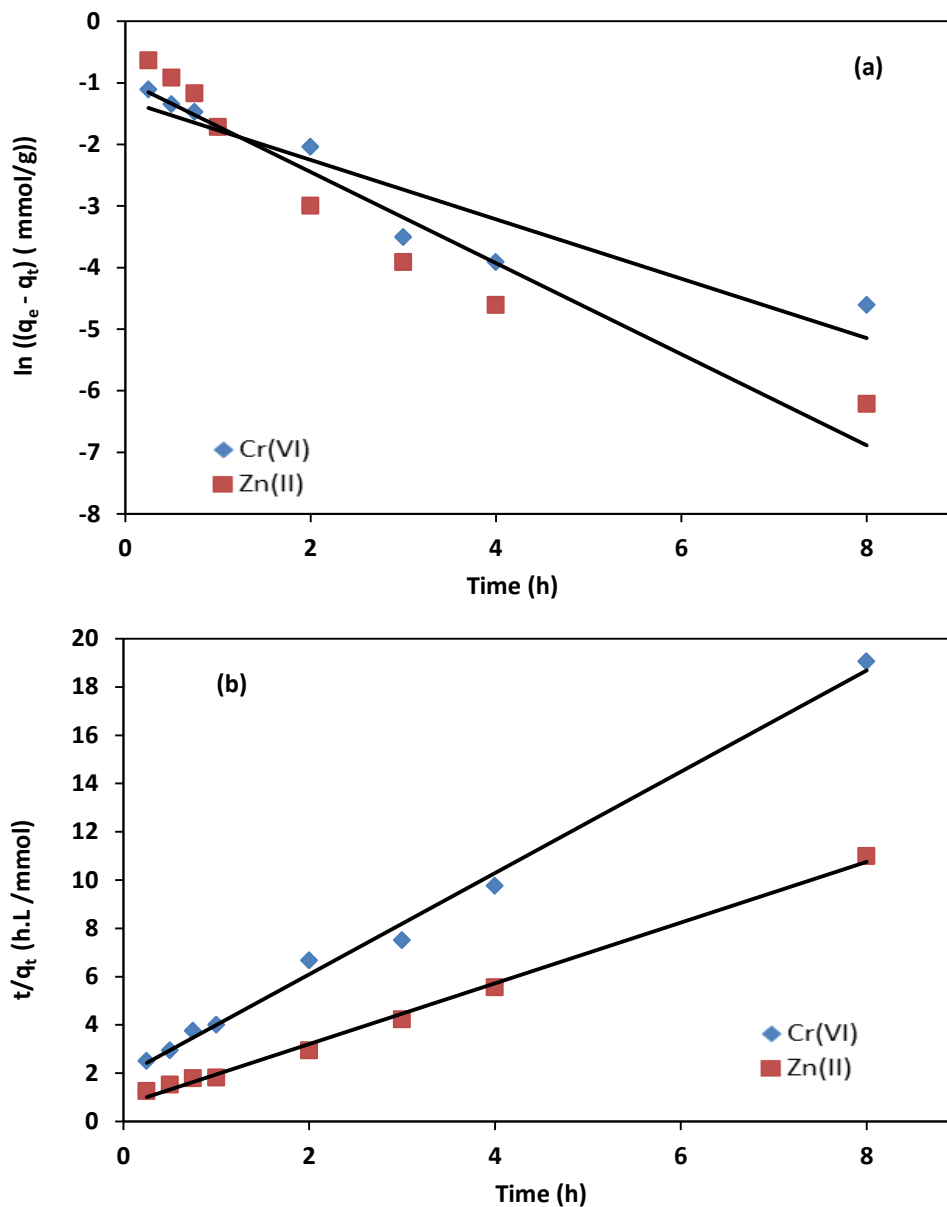 0
-1
-2
-3
-4
-5
-6
-7
-8
ln ((qe - qt) ( mmol/g))
(a)
Cr(VI)
Zn(II)
0 2 4 6 8
Time (h)
20
18
16
14
12
10
8
6
4
2
0
t/qt (h.L /mmol)
(b)
Cr(VI)
Zn(II)
0 2 4 6 8
Time (h)